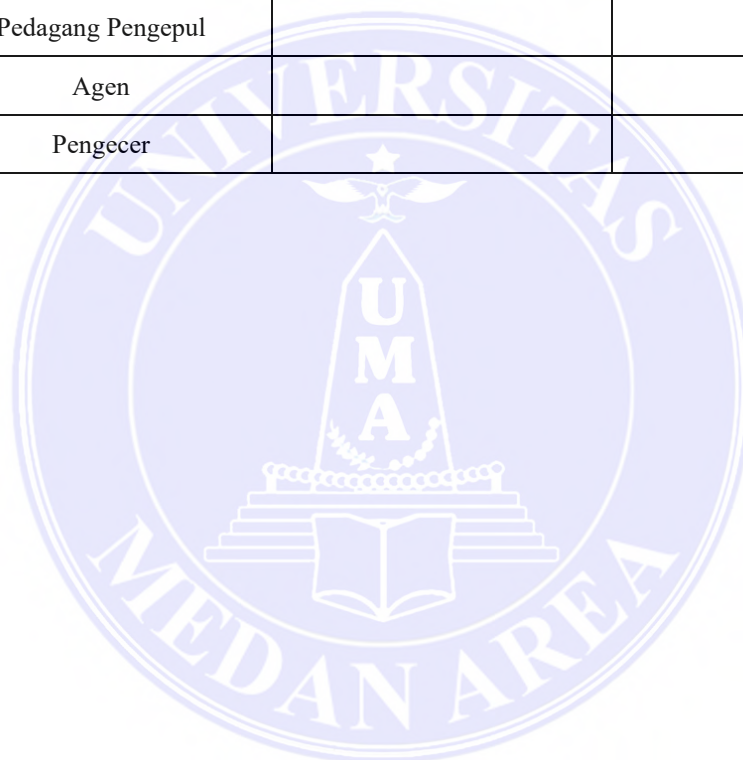 Pedagang Pengepul
Agen
Pengecer
UNIVERSITAS
UMA
MEDAN AREA